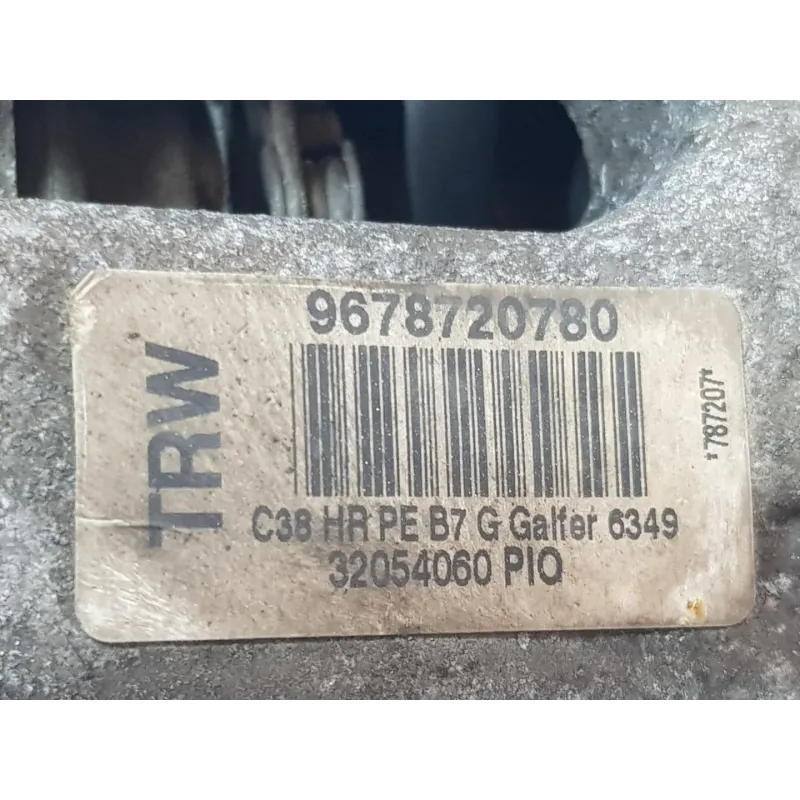 TRW
9678720780
*787207*
C38 HR PE B7 G Galfer 6349
32054060 PIO